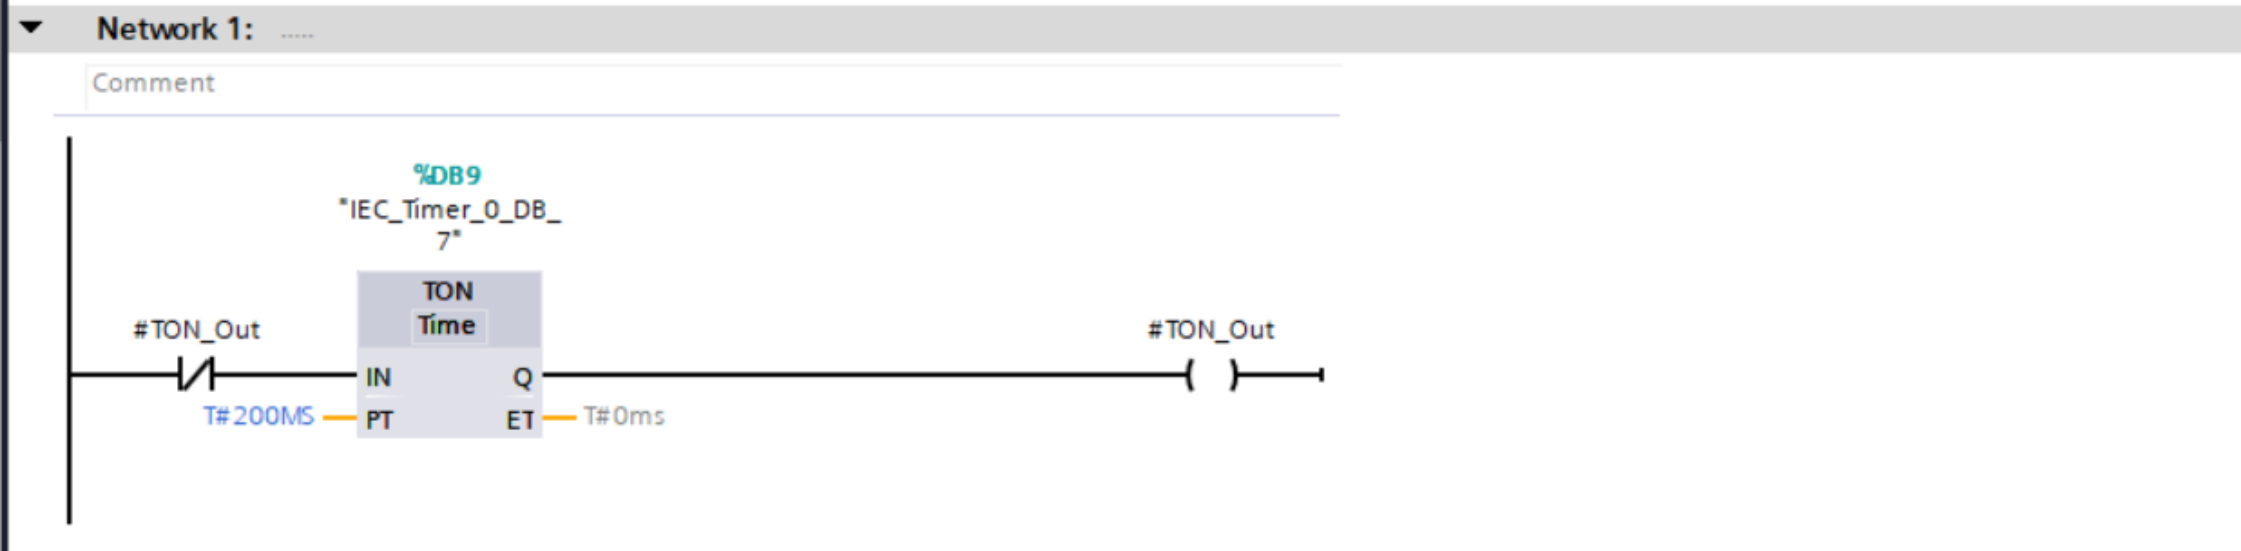 Network 1: .....
Comment
%DB9
"IEC_Timer_0_DB_
7"
TON
Time
#TON_Out
#TON_Out
IN
Q
T#200MS
PT
ET
T#0ms